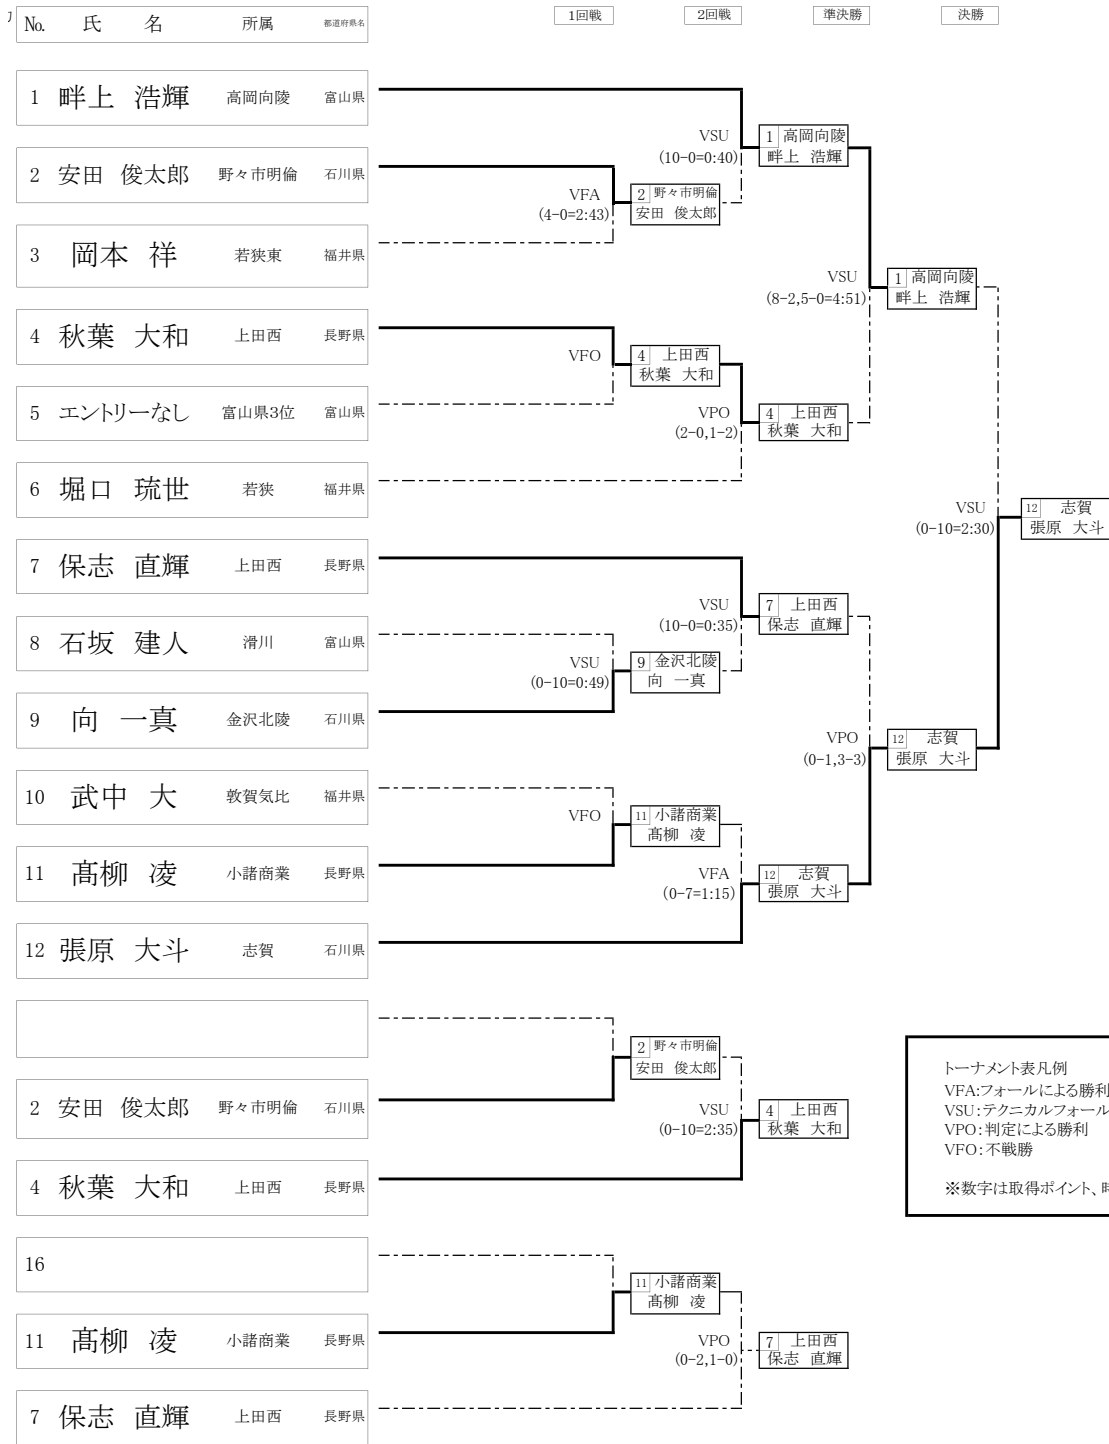 No. 氏 名 所属 都道府県名 1回戦 2回戦 準決勝 決勝
1 畔上 浩輝 高岡向陵 富山県
VSU
(10-0=0:40)
1 高岡向陵
畔上 浩輝
2 安田 俊太郎 野々市明倫 石川県
VFA
(4-0=2:43)
2 野々市明倫
安田 俊太郎
3 岡本 祥 若狭東 福井県
VSU
(8-2,5-0=4:51)
1 高岡向陵
畔上 浩輝
4 秋葉 大和 上田西 長野県
VFO
4 上田西
秋葉 大和
5 エントリーなし 富山県3位 富山県
VPO
(2-0,1-2)
4 上田西
秋葉 大和
6 堀口 琉世 若狭 福井県
VSU
(0-10=2:30)
12 志賀
張原 大斗
7 保志 直輝 上田西 長野県
VSU
(10-0=0:35)
7 上田西
保志 直輝
8 石坂 建人 滑川 富山県
VSU
(0-10=0:49)
9 金沢北陵
向 一真
9 向 一真 金沢北陵 石川県
VPO
(0-1,3-3)
12 志賀
張原 大斗
10 武中 大 敦賀気比 福井県
VFO
11 小諸商業
髙柳 凌
11 髙柳 凌 小諸商業 長野県
VFA
(0-7=1:15)
12 志賀
張原 大斗
12 張原 大斗 志賀 石川県
2 野々市明倫
安田 俊太郎
2 安田 俊太郎 野々市明倫 石川県
VSU
(0-10=2:35)
4 上田西
秋葉 大和
4 秋葉 大和 上田西 長野県
トーナメント表凡例
VFA:フォールによる勝利
VSU:テクニカルフォール
VPO:判定による勝利
VFO:不戦勝
※数字は取得ポイント、
16
11 小諸商業
髙柳 凌
11 髙柳 凌 小諸商業 長野県
VPO
(0-2,1-0)
7 上田西
保志 直輝
7 保志 直輝 上田西 長野県